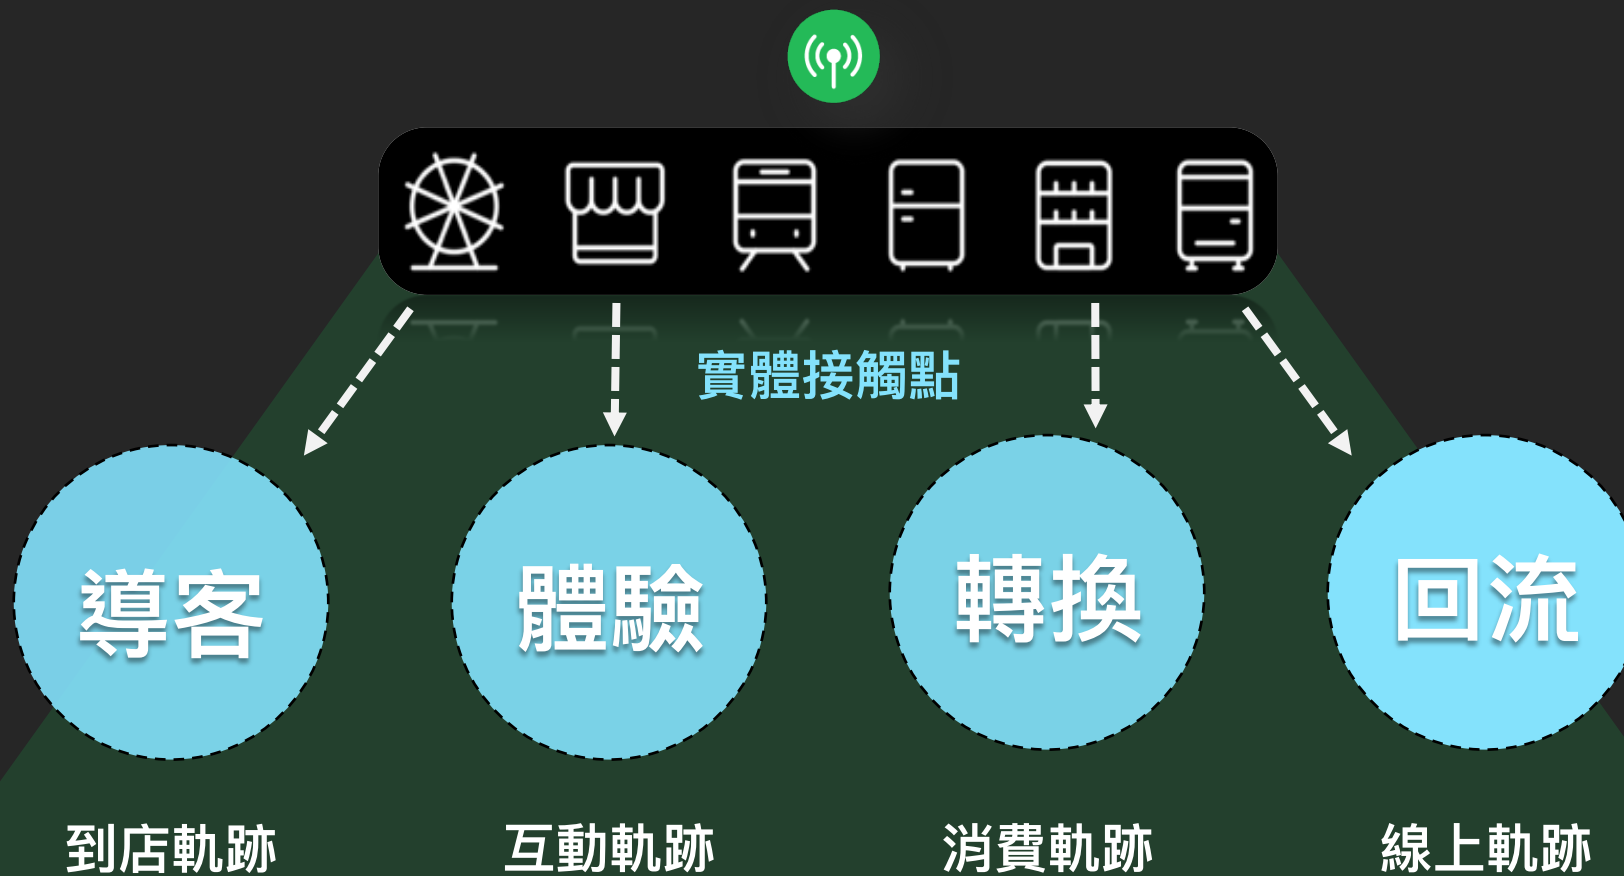 實體接觸點
導客
體驗
轉換
回流
到店軌跡
互動軌跡
消費軌跡
線上軌跡